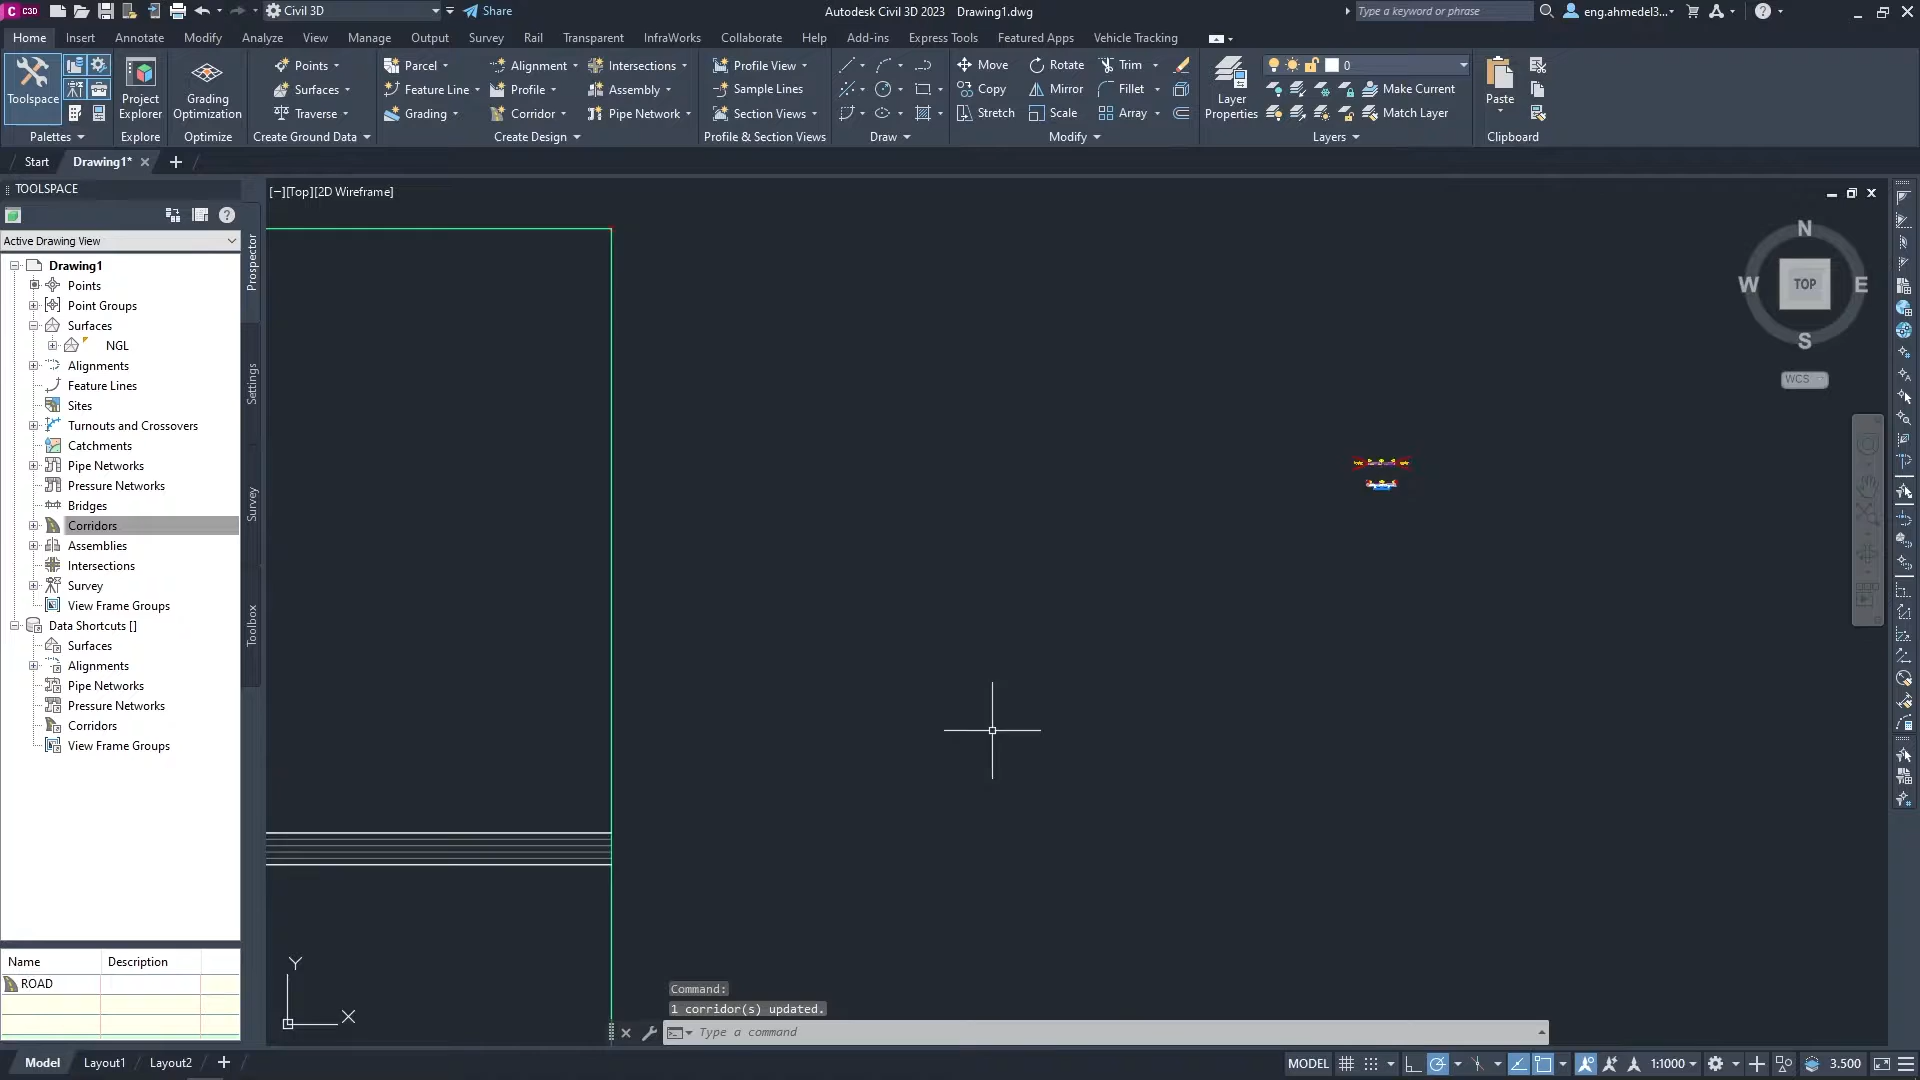 C3D
Civil 3D
Share
Autodesk Civil 3D 2023 Drawing1.dwg
Type a keyword or phrase
eng.ahmedel3...
Home Insert Annotate Modify Analyze View Manage Output Survey Rail Transparent InfraWorks Collaborate Help Add-ins Express Tools Featured Apps Vehicle Tracking
Points
Parcel
Alignment
Intersections
Profile View
Move
Rotate
Trim
0
Surfaces
Feature Line
Profile
Assembly
Sample Lines
Copy
Mirror
Fillet
Make Current
Traverse
Grading
Corridor
Pipe Network
Section Views
Stretch
Scale
Array
Match Layer
Toolspace
Project
Explorer
Grading
Optimization
Layer
Properties
Paste
Palettes Explore Optimize Create Ground Data Create Design Profile & Section Views Draw Modify Layers Clipboard
Start Drawing1*
TOOLSPACE
Active Drawing View
Drawing1
Points
Point Groups
Surfaces
NGL
Alignments
Feature Lines
Sites
Turnouts and Crossovers
Catchments
Pipe Networks
Pressure Networks
Bridges
Corridors
Assemblies
Intersections
Survey
View Frame Groups
Data Shortcuts []
Surfaces
Alignments
Pipe Networks
Pressure Networks
Corridors
View Frame Groups
Name Description
ROAD
Prospector
Settings
Survey
Toolbox
[−][Top][2D Wireframe]
N
W TOP E
S
WCS
Y
X
Command:
1 corridor(s) updated.
Type a command
Model Layout1 Layout2
MODEL
1:1000
3.500